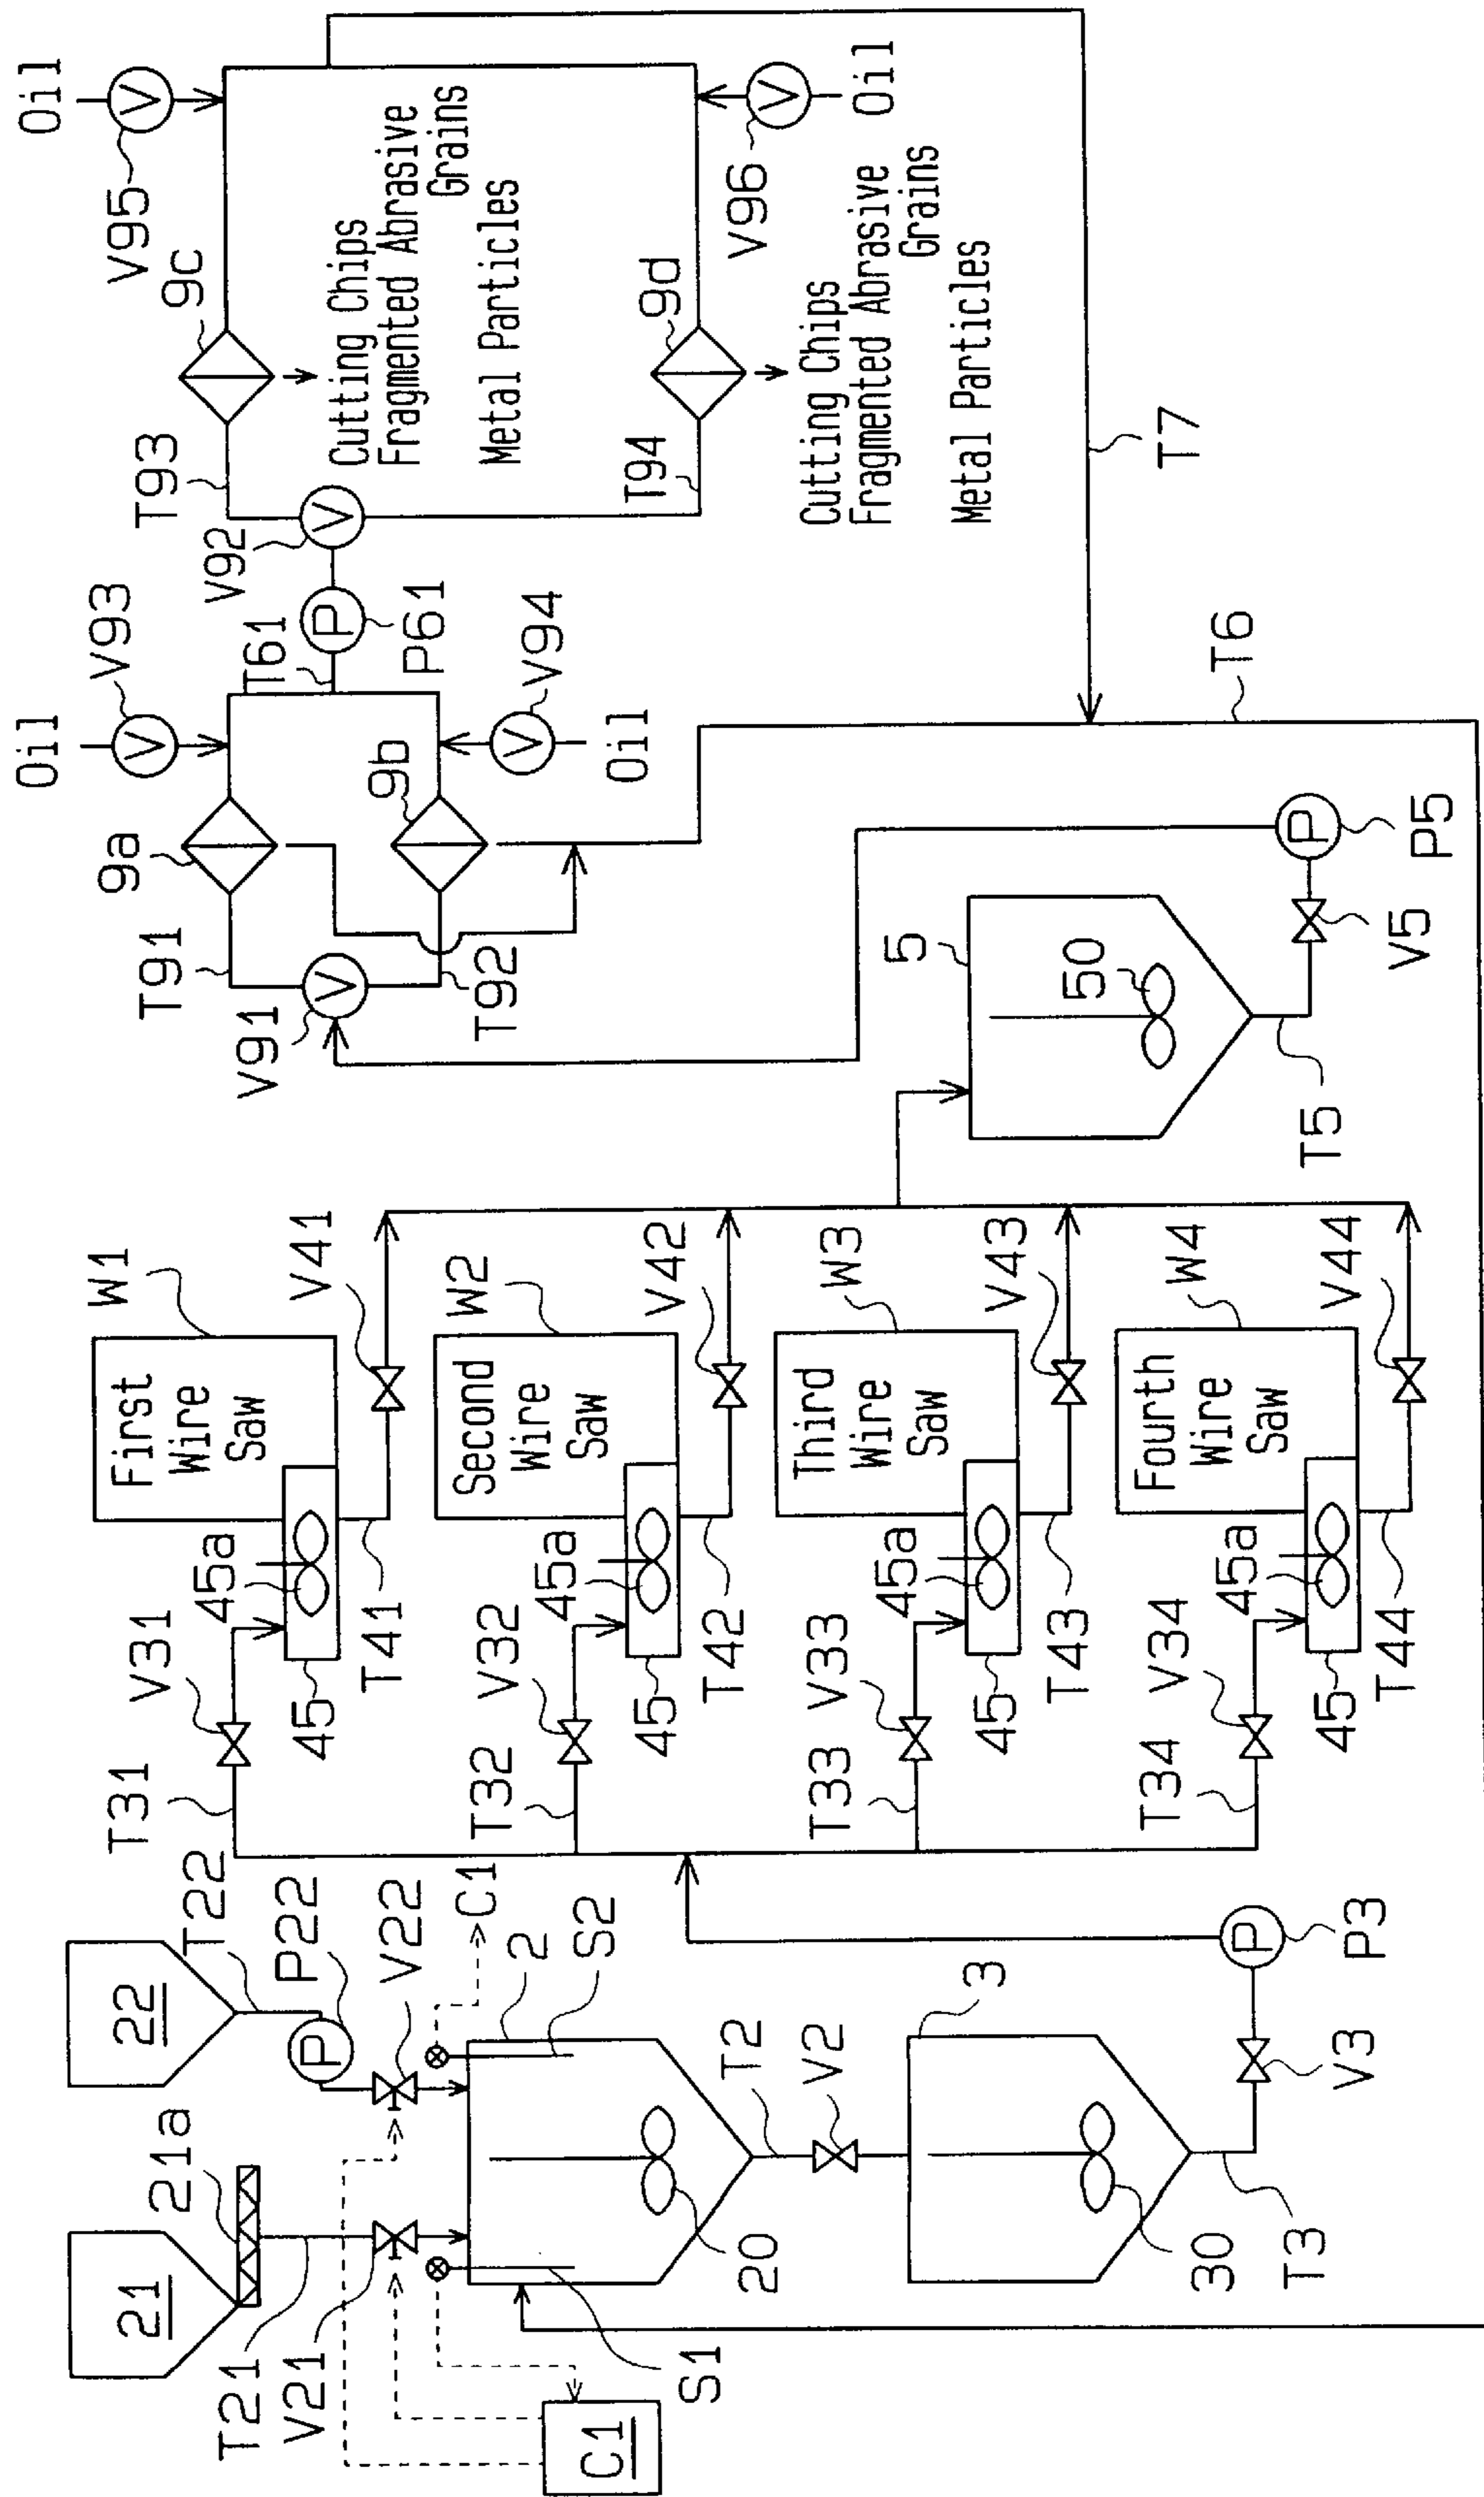 21
21a
T21
V21
22
T22
P
P22
V22
C1
C1
S1
S2
2
20
T2
V2
3
30
T3
V3
P
P3
T31
V31
45
45a
T41
First
Wire
Saw
W1
V41
T32
V32
45
45a
T42
Second
Wire
Saw
W2
V42
T33
V33
45
45a
T43
Third
Wire
Saw
W3
V43
T34
V34
45
45a
T44
Fourth
Wire
Saw
W4
V44
5
50
T5
V5
P
P5
V
V91
T91
T92
9a
9b
Oil
V
V93
V
V94
Oil
T61
P
P61
V
V92
T93
T94
9c
9d
Cutting Chips
Fragmented Abrasive
Grains
Metal Particles
Cutting Chips
Fragmented Abrasive
Grains
Metal Particles
Oil
V
V95
V
V96
Oil
T6
T7